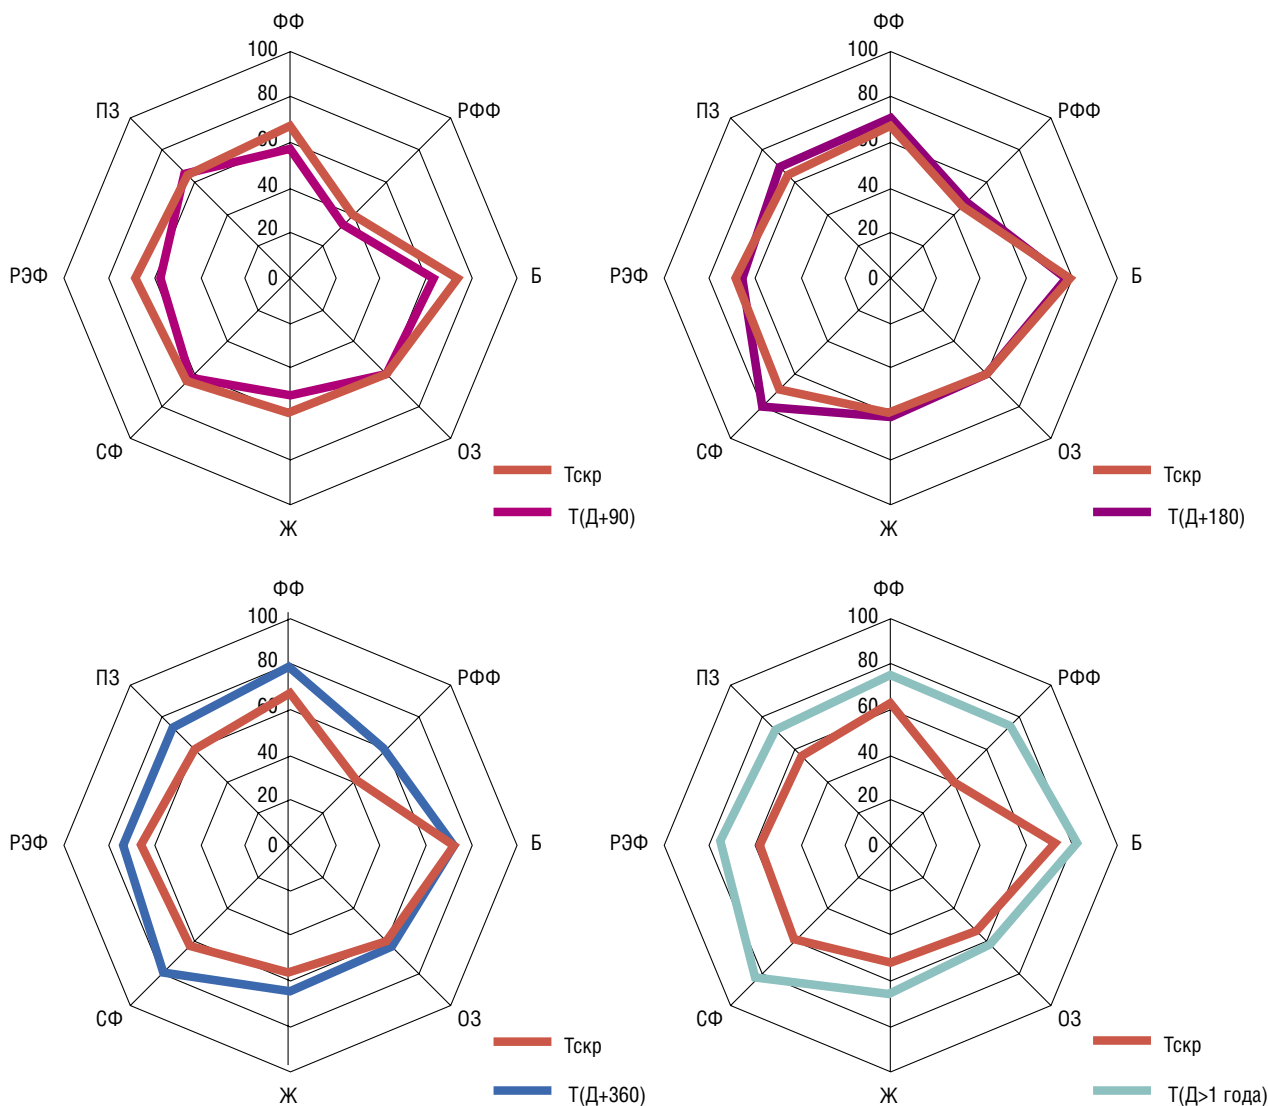 ФФ
100
80
60
40
20
0
ПЗ
РФФ
РЭФ
Б
СФ
ОЗ
Ж
Тскр
Т(Д+90)
ФФ
100
80
60
40
20
0
ПЗ
РФФ
РЭФ
Б
СФ
ОЗ
Ж
Тскр
Т(Д+180)
ФФ
100
80
60
40
20
0
ПЗ
РФФ
РЭФ
Б
СФ
ОЗ
Ж
Тскр
Т(Д+360)
ФФ
100
80
60
40
20
0
ПЗ
РФФ
РЭФ
Б
СФ
ОЗ
Ж
Тскр
Т(Д>1 года)